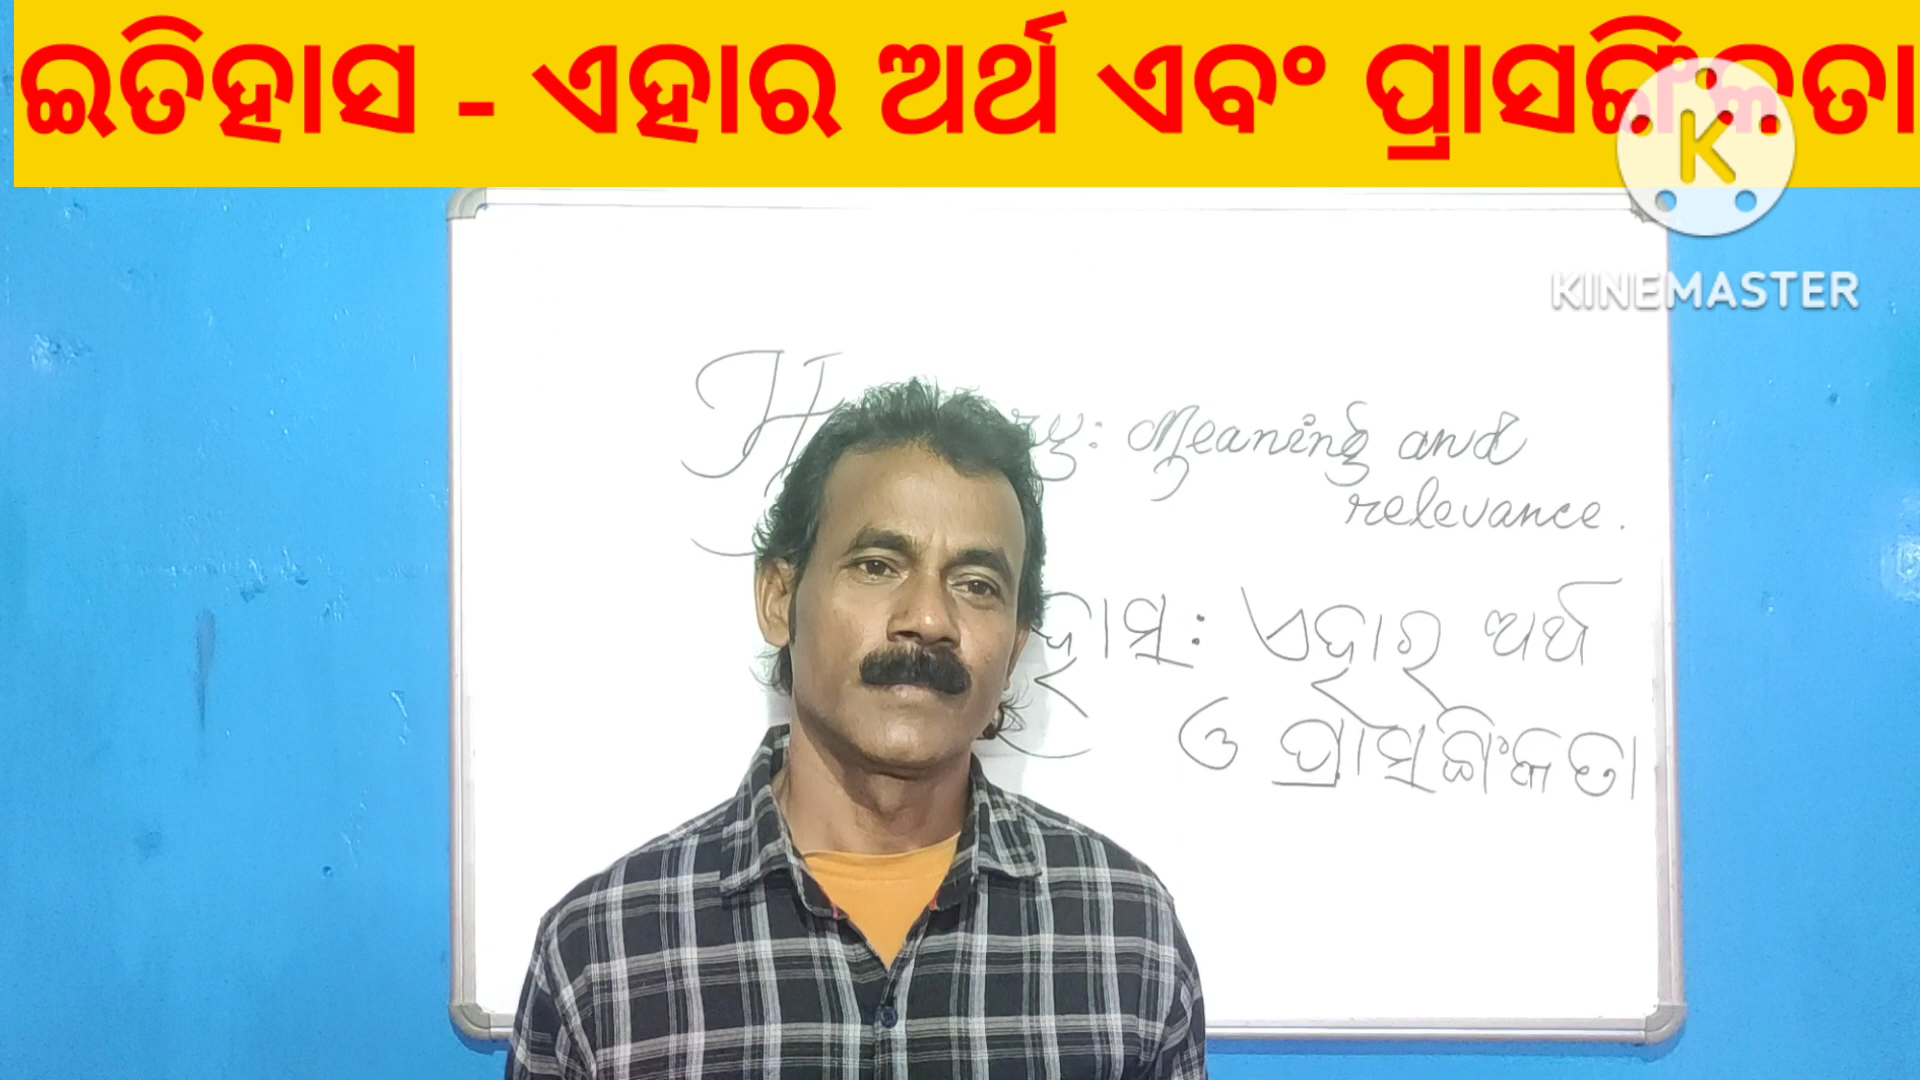 ଇତିହାସ - ଏହାର ଅର୍ଥ ଏବଂ ପ୍ରାସଙ୍ଗିକତା
K
KINEMASTER
Meaning and
relevance.
ଏହାର ଅର୍ଥ
ଓ ପ୍ରାସଙ୍ଗିକତା